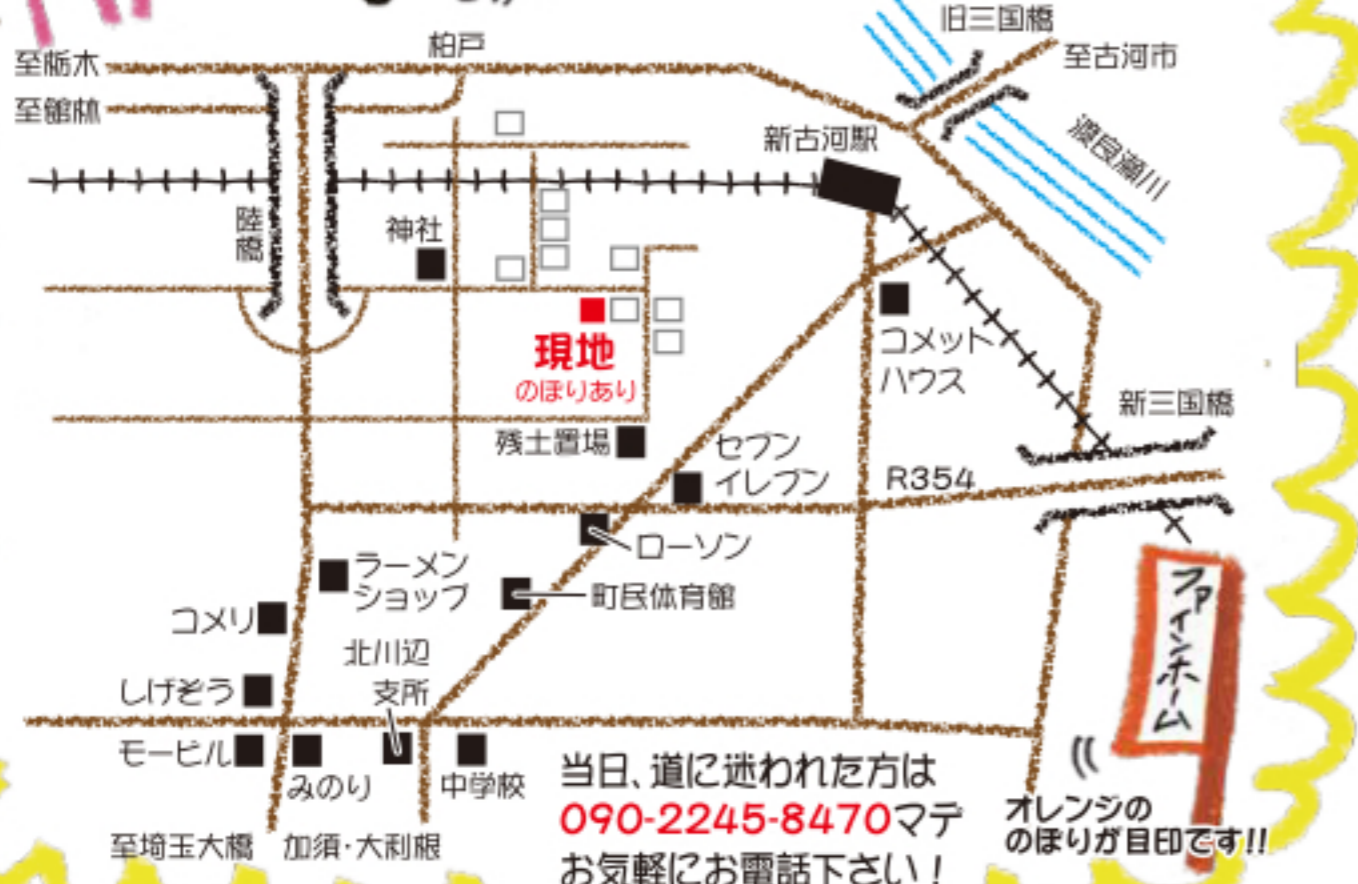 旧三国橋
柏戸
至栃木
至古河市
至館林
新古河駅
渡良瀬川
陸橋
神社
現地
のぼりあり
コメット
ハウス
新三国橋
残土置場
セブン
イレブン
R354
ローソン
ラーメン
ショップ
町民体育館
コメリ
北川辺
支所
しげぞう
モービル
みのり
中学校
至埼玉大橋
加須・大利根
ファインホーム
当日、道に迷われた方は
090-2245-8470マデ
お気軽にお電話下さい!
オレンジの
のぼりが目印です!!